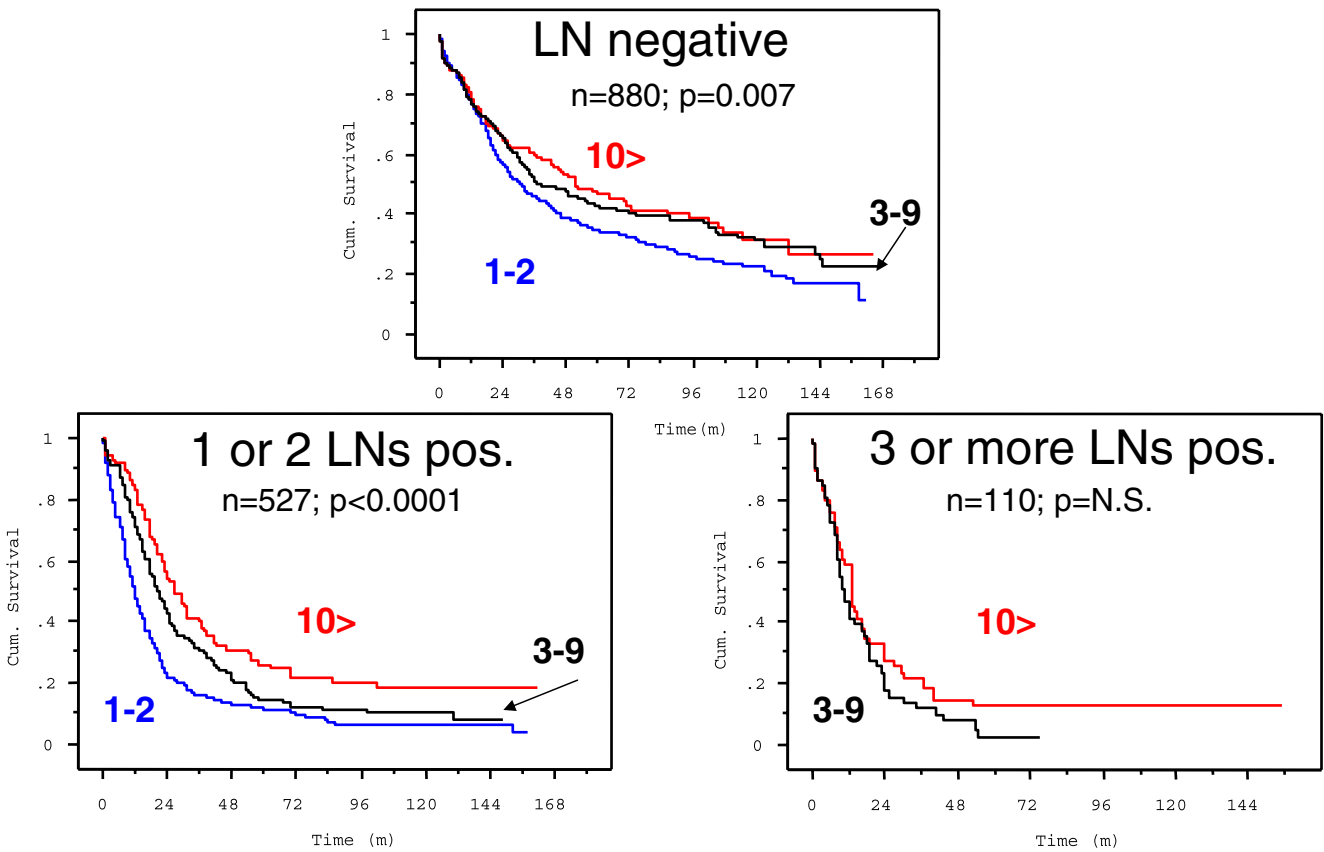 LN negative
n=880; p=0.007
1
.8
.6
.4
.2
0
Cum. Survival
10>
3-9
1-2
0 24 48 72 96 120 144 168
Time(m)
1 or 2 LNs pos.
n=527; p<0.0001
1
.8
.6
.4
.2
0
Cum. Survival
10>
3-9
1-2
0 24 48 72 96 120 144 168
Time (m)
3 or more LNs pos.
n=110; p=N.S.
1
.8
.6
.4
.2
0
Cum. Survival
10>
3-9
0 24 48 72 96 120 144
Time (m)